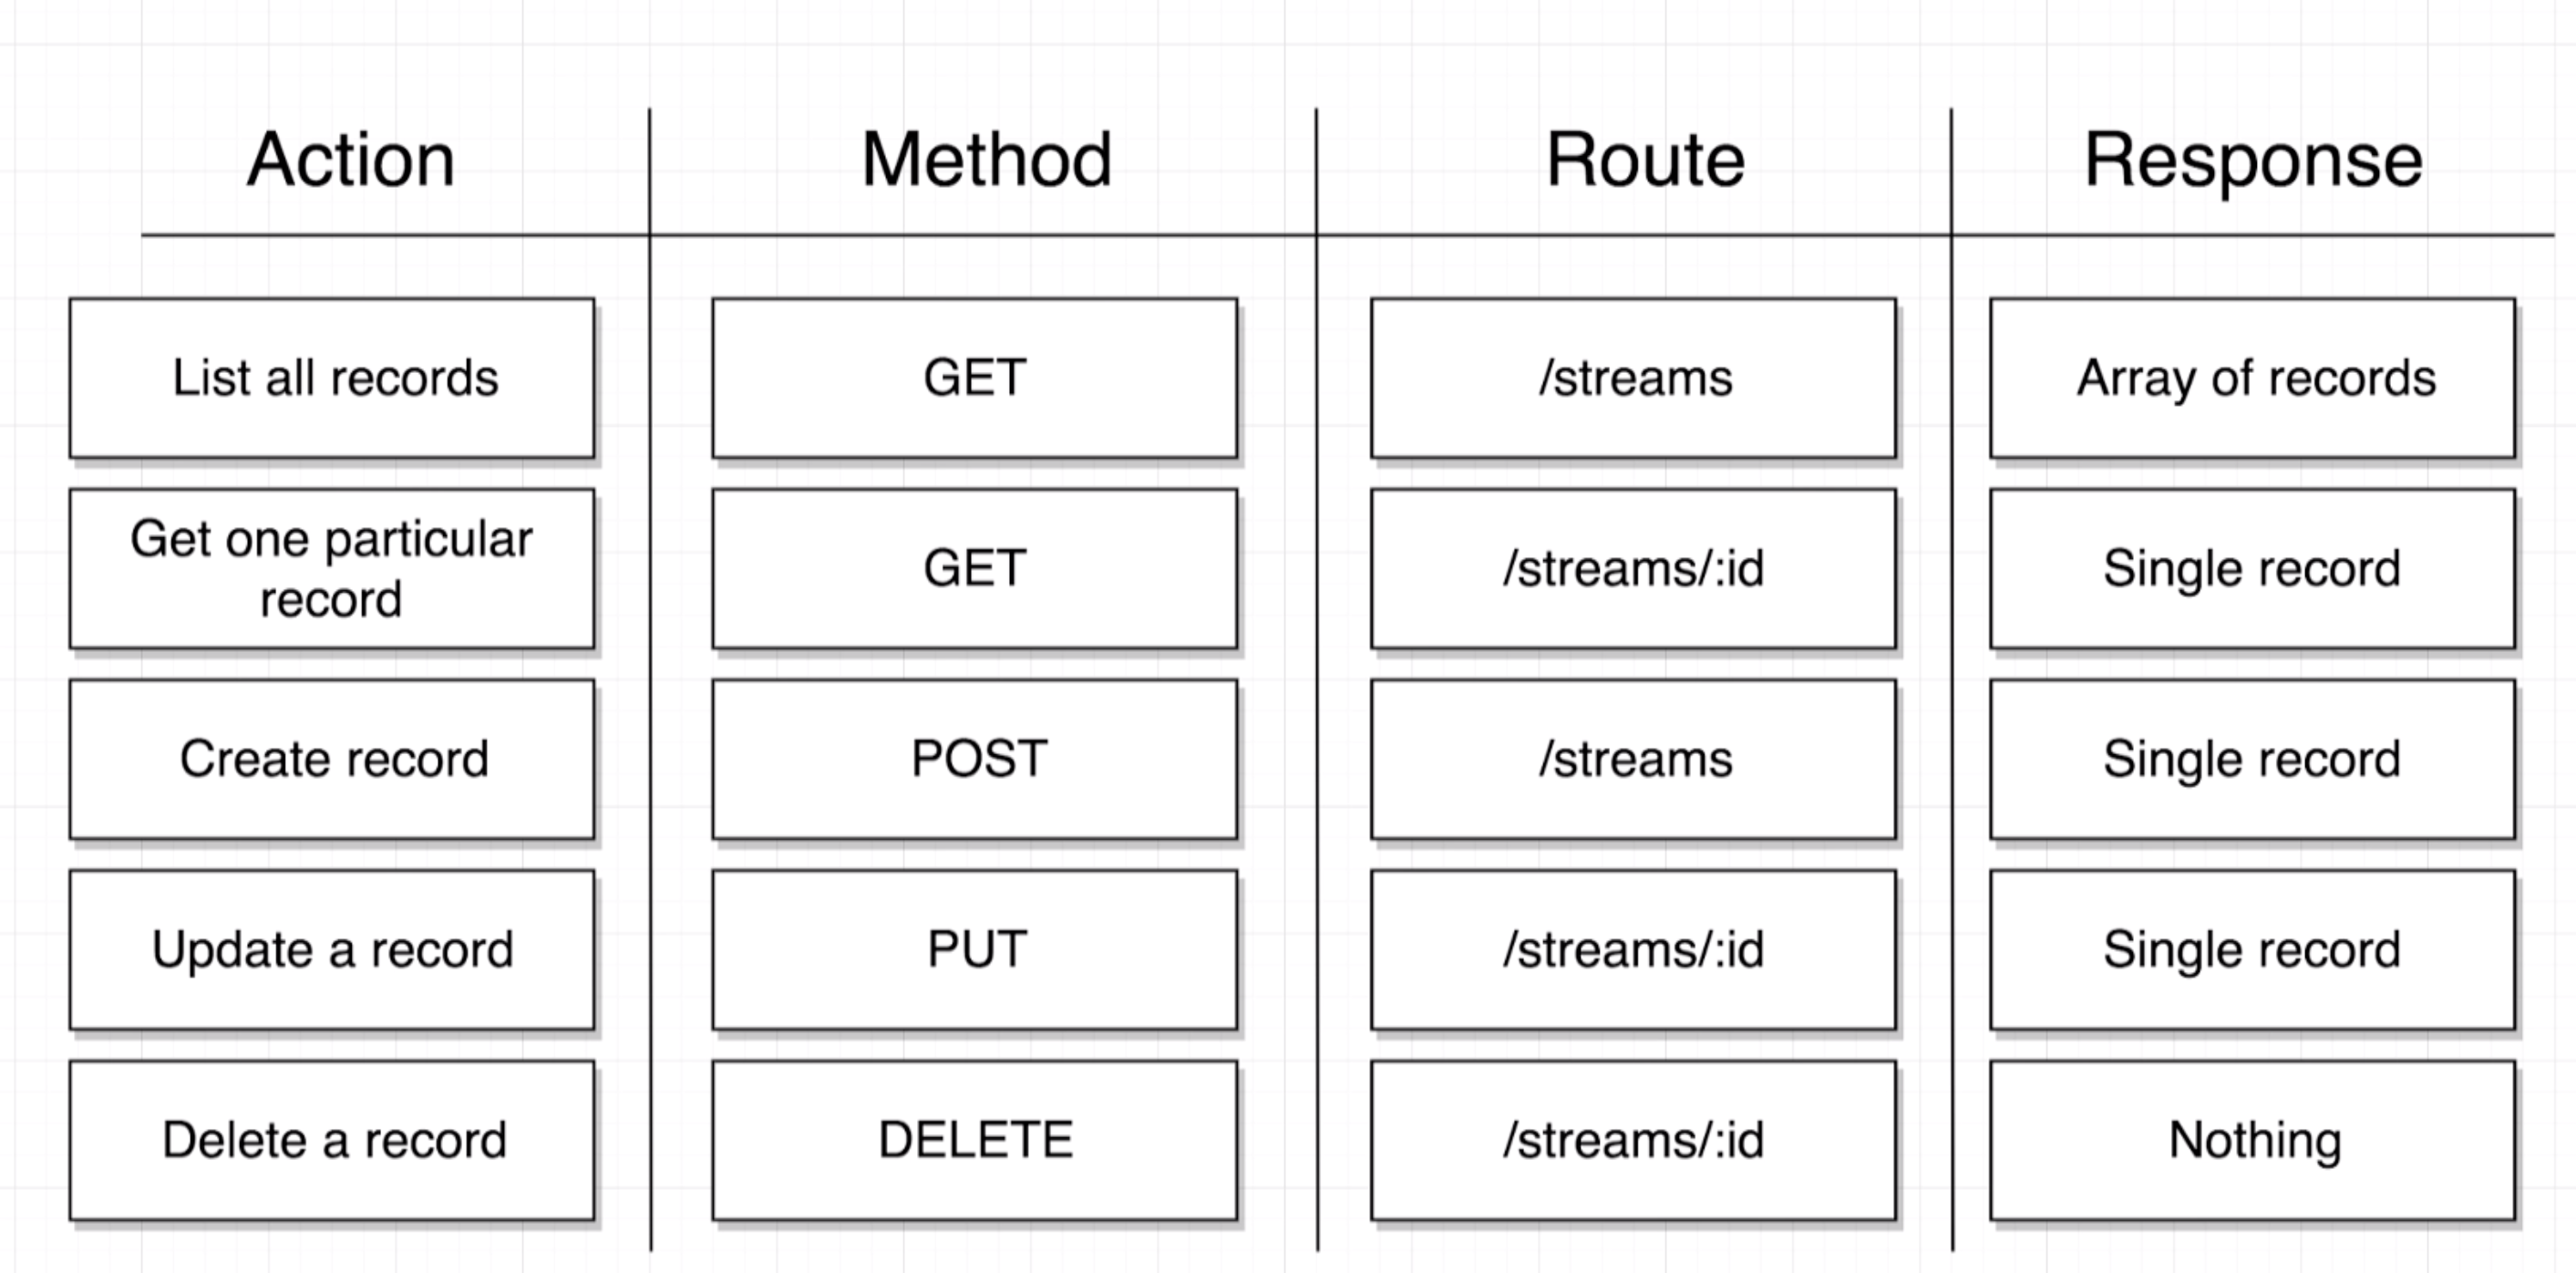 Action Method Route Response
List all records GET /streams Array of records
Get one particular
record GET /streams/:id Single record
Create record POST /streams Single record
Update a record PUT /streams/:id Single record
Delete a record DELETE /streams/:id Nothing